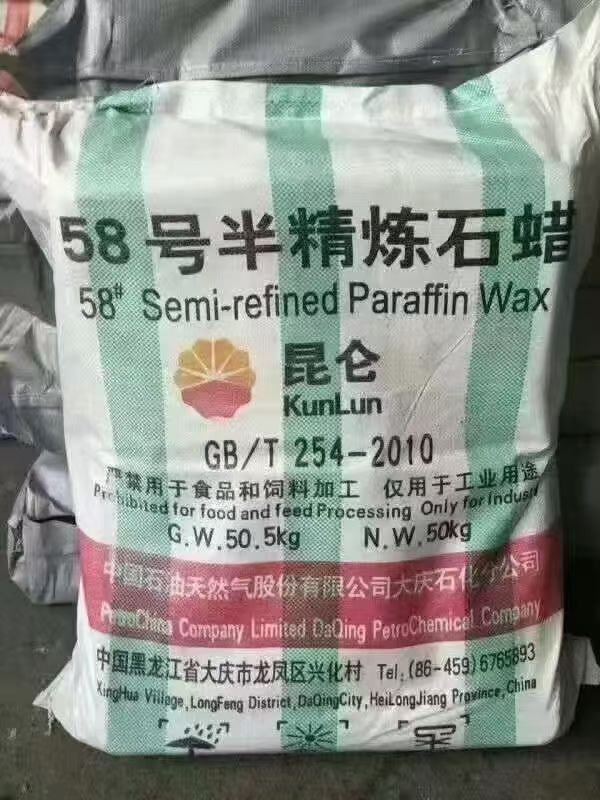 58号半精炼石蜡
58# Semi-refined Paraffin Wax
昆仑
KunLun
GB/T 254-2010
严禁用于食品和饲料加工 仅用于工业用途
Prohibited for food and feed Processing Only for Indust
G.W.50.5kg N.W.50kg
中国石油天然气股份有限公司大庆石化分公司
PetroChina Company Limited DaQing PetroChemical Company
中国黑龙江省大庆市龙凤区兴化村 Tel:(86-459)6765893
XingHua Village,LongFeng District,DaQingCity,HeiLongJiang Province,China